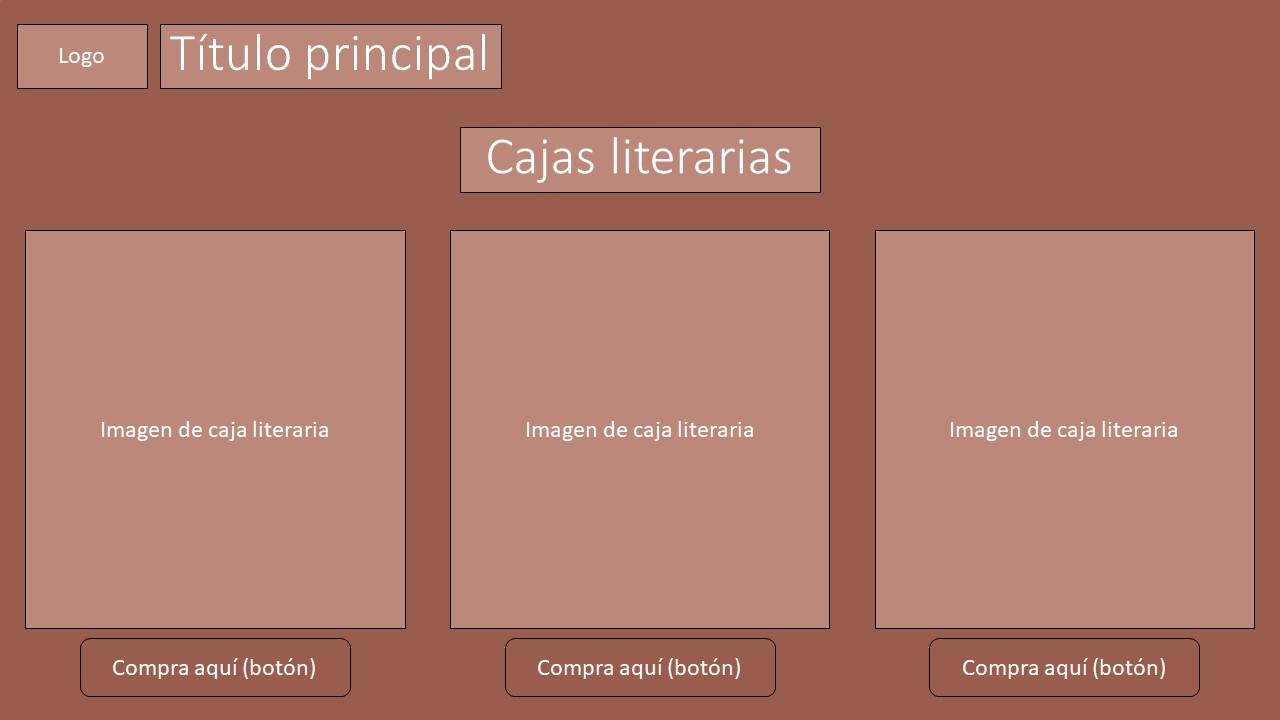 Logo
Título principal
Cajas literarias
Imagen de caja literaria
Imagen de caja literaria
Imagen de caja literaria
Compra aquí (botón)
Compra aquí (botón)
Compra aquí (botón)